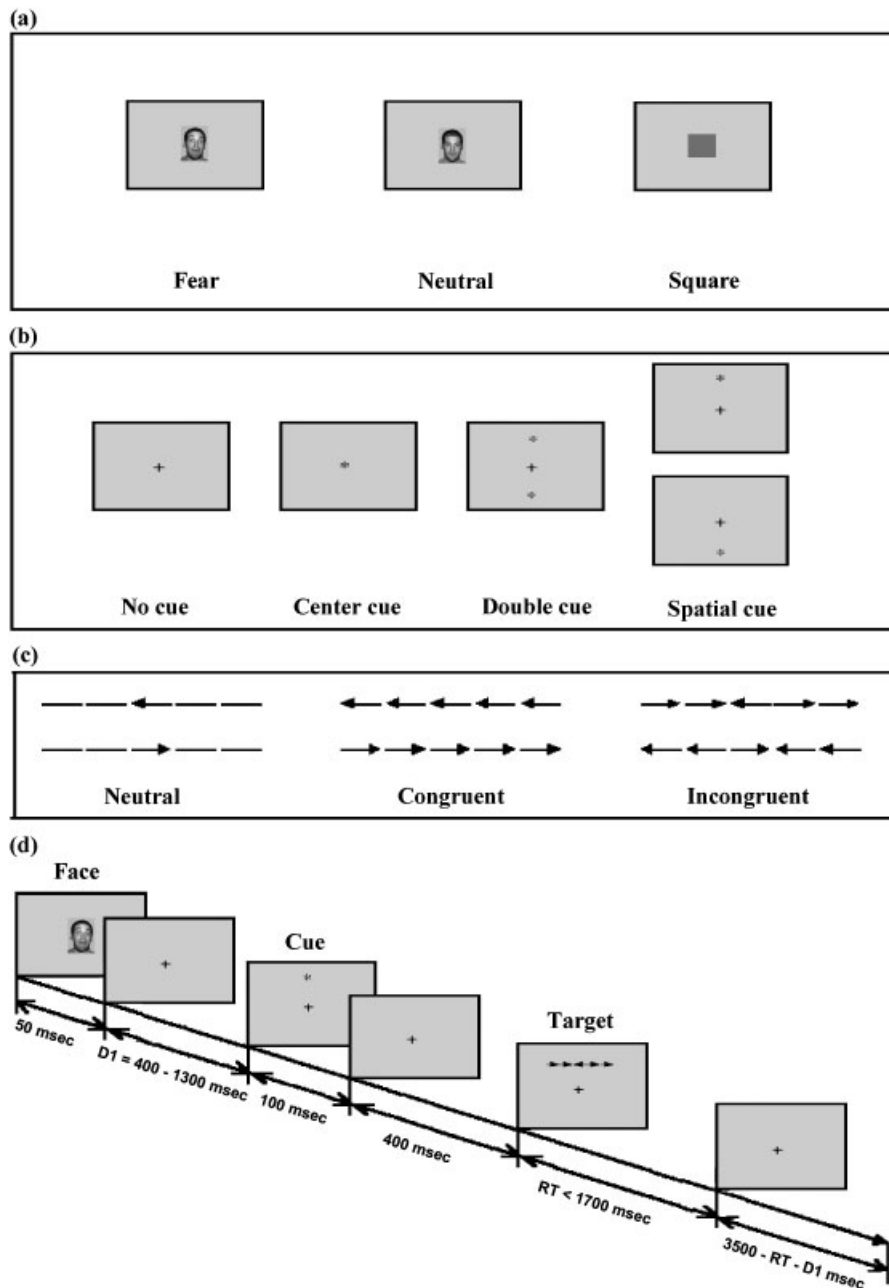 (a)
Fear Neutral Square
(b)
No cue Center cue Double cue Spatial cue
(c)
Neutral Congruent Incongruent
(d)
Face
Cue
Target
50 msec
D1 = 400 - 1300 msec
100 msec
400 msec
RT < 1700 msec
3500 - RT - D1 msec